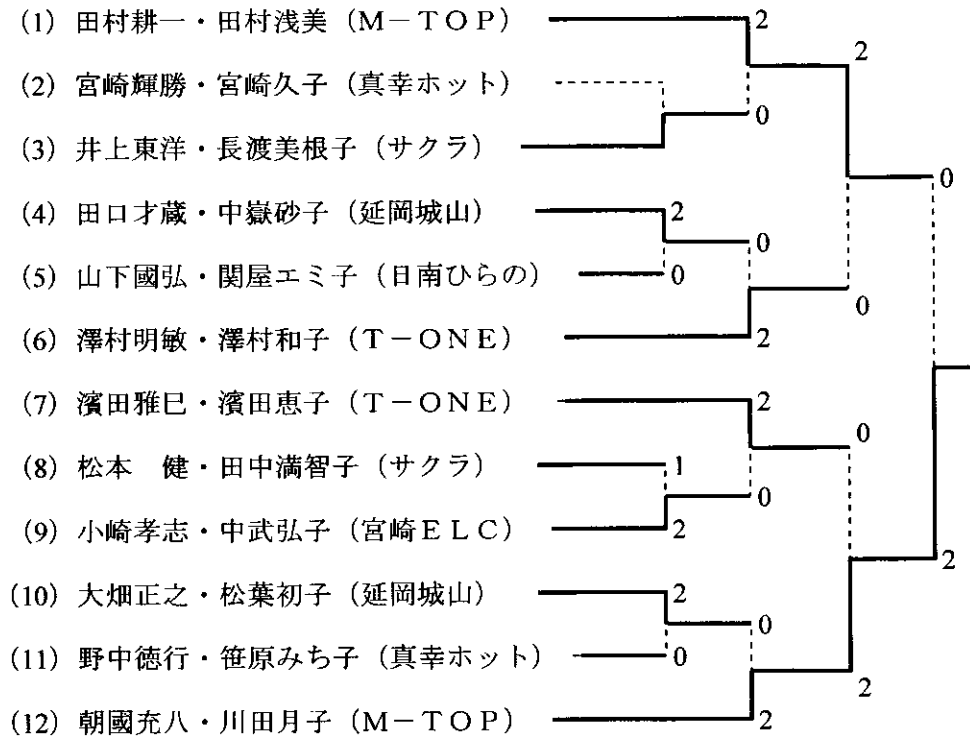 (1) 田村耕一・田村浅美 (M－TOP) 2
2
(2) 宮崎輝勝・宮崎久子 (真幸ホット)
0
(3) 井上東洋・長渡美根子 (サクラ)
0
(4) 田口才蔵・中嶽砂子 (延岡城山) 2
0
(5) 山下國弘・関屋エミ子 (日南ひらの) 0
0
(6) 澤村明敏・澤村和子 (T－ONE) 2
(7) 濱田雅巳・濱田恵子 (T－ONE) 2
0
(8) 松本　健・田中満智子 (サクラ) 1
0
(9) 小崎孝志・中武弘子 (宮崎ELC) 2
2
(10) 大畑正之・松葉初子 (延岡城山) 2
0
(11) 野中徳行・笹原みち子 (真幸ホット) 0
2
(12) 朝國充八・川田月子 (M－TOP) 2